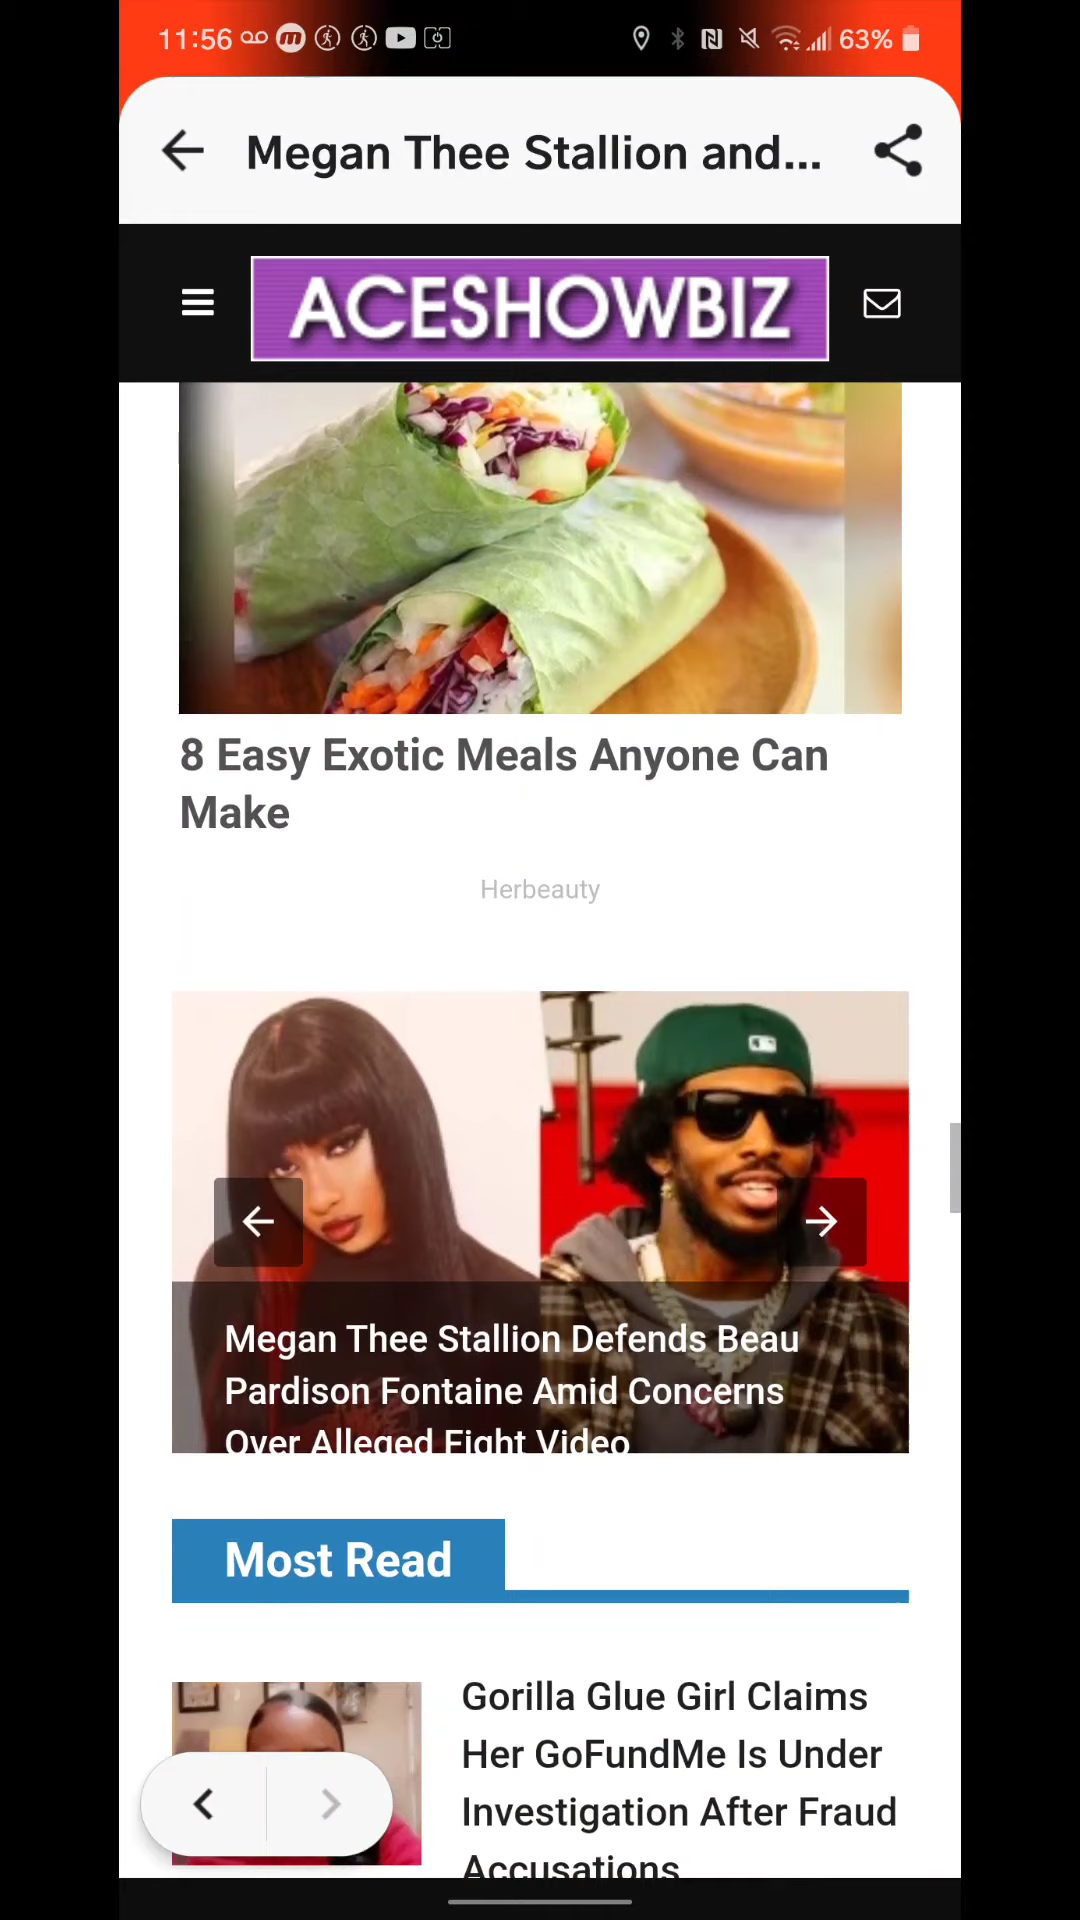 11:56
63%
Megan Thee Stallion and...
ACESHOWBIZ
8 Easy Exotic Meals Anyone Can
Make
Herbeauty
Megan Thee Stallion Defends Beau
Pardison Fontaine Amid Concerns
Over Alleged Fight Video
Most Read
Gorilla Glue Girl Claims
Her GoFundMe Is Under
Investigation After Fraud
Accusations